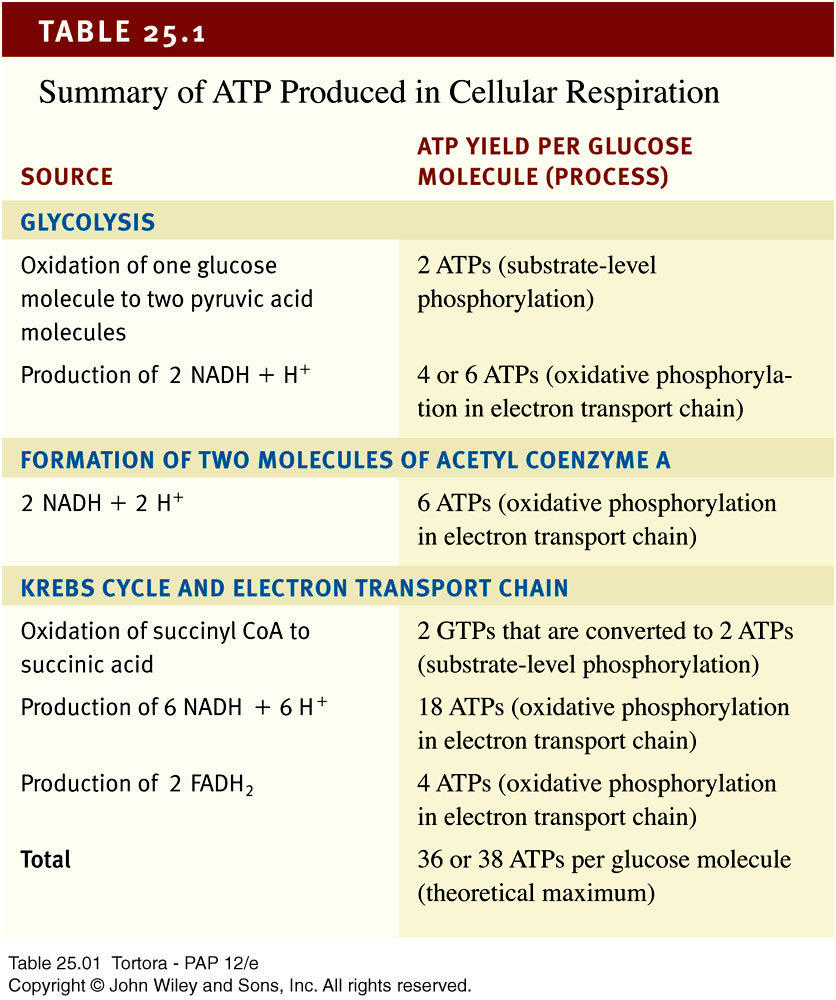 TABLE 25.1
Summary of ATP Produced in Cellular Respiration
SOURCE
ATP YIELD PER GLUCOSE
MOLECULE (PROCESS)
GLYCOLYSIS
Oxidation of one glucose
molecule to two pyruvic acid
molecules
2 ATPs (substrate-level
phosphorylation)
Production of 2 NADH + H⁺
4 or 6 ATPs (oxidative phosphoryla-
tion in electron transport chain)
FORMATION OF TWO MOLECULES OF ACETYL COENZYME A
2 NADH + 2 H⁺
6 ATPs (oxidative phosphorylation
in electron transport chain)
KREBS CYCLE AND ELECTRON TRANSPORT CHAIN
Oxidation of succinyl CoA to
succinic acid
2 GTPs that are converted to 2 ATPs
(substrate-level phosphorylation)
Production of 6 NADH + 6 H⁺
18 ATPs (oxidative phosphorylation
in electron transport chain)
Production of 2 FADH₂
4 ATPs (oxidative phosphorylation
in electron transport chain)
Total
36 or 38 ATPs per glucose molecule
(theoretical maximum)
Table 25.01 Tortora - PAP 12/e
Copyright © John Wiley and Sons, Inc. All rights reserved.